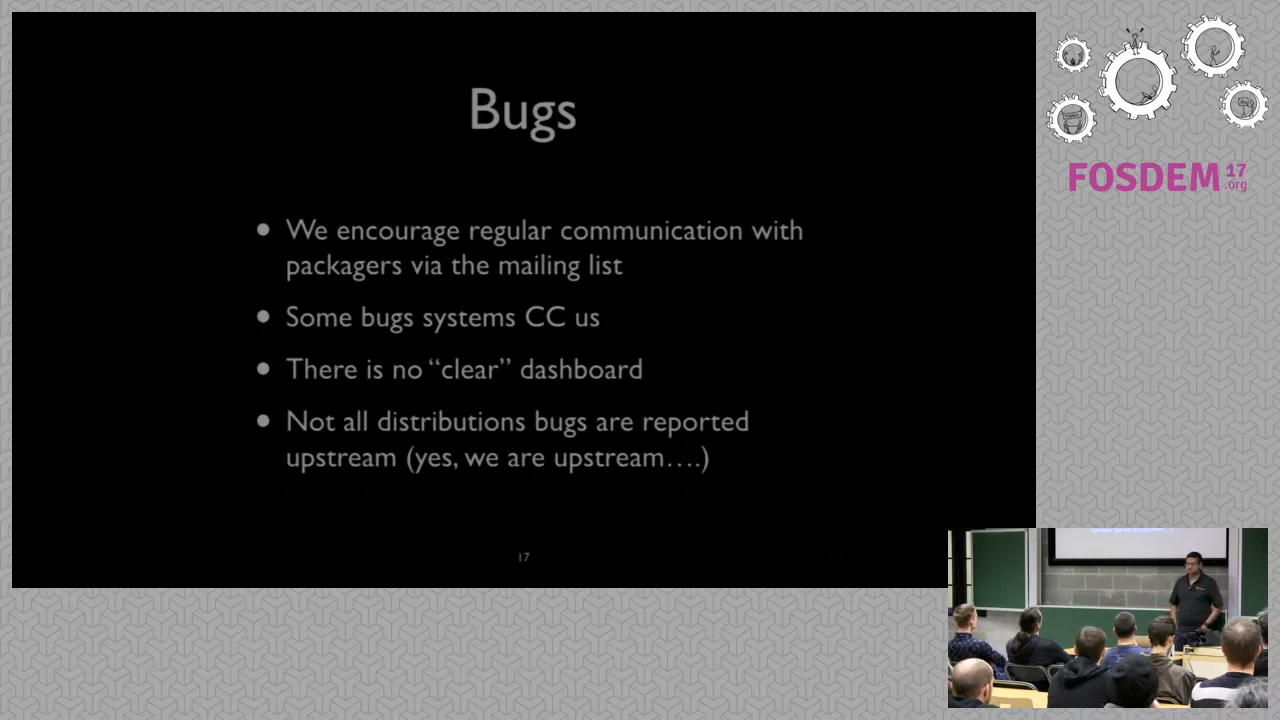 Bugs
• We encourage regular communication with
packagers via the mailing list
• Some bugs systems CC us
• There is no “clear” dashboard
• Not all distributions bugs are reported
upstream (yes, we are upstream….)
17
FOSDEM 17
.org